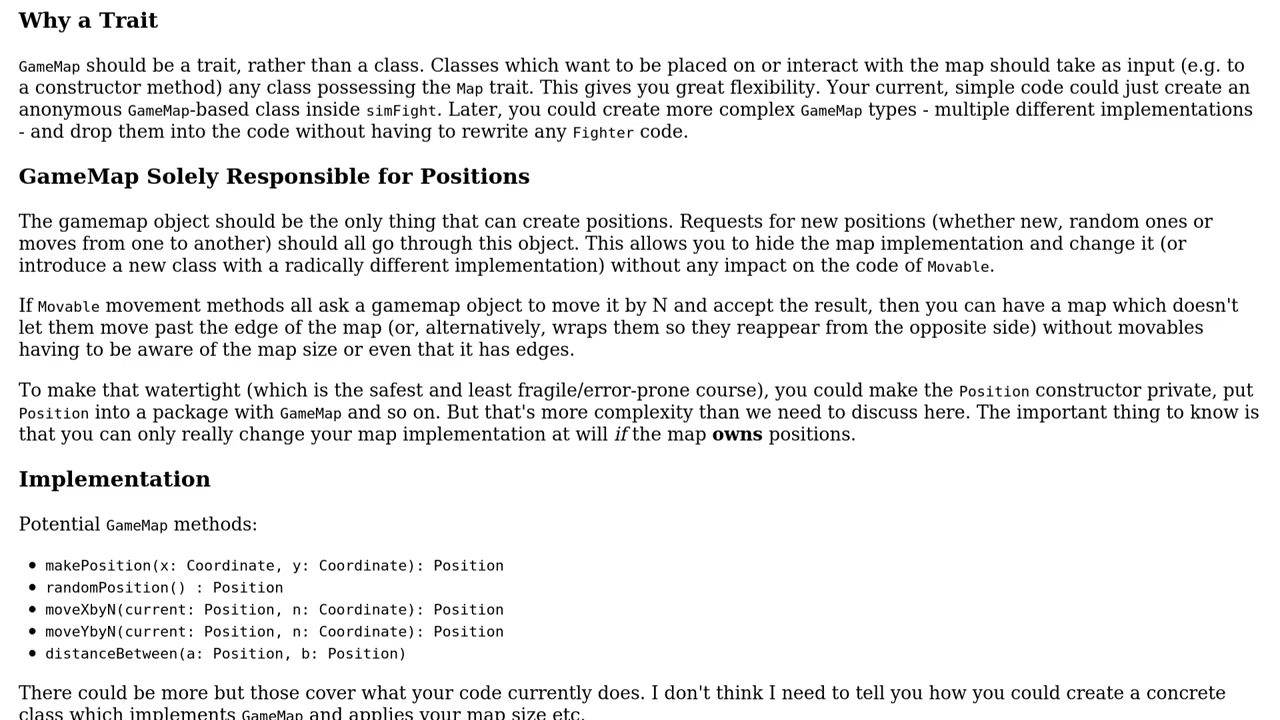 Why a Trait
GameMap should be a trait, rather than a class. Classes which want to be placed on or interact with the map should take as input (e.g. to
a constructor method) any class possessing the Map trait. This gives you great flexibility. Your current, simple code could just create an
anonymous GameMap-based class inside simFight. Later, you could create more complex GameMap types - multiple different implementations
- and drop them into the code without having to rewrite any Fighter code.
GameMap Solely Responsible for Positions
The gamemap object should be the only thing that can create positions. Requests for new positions (whether new, random ones or
moves from one to another) should all go through this object. This allows you to hide the map implementation and change it (or
introduce a new class with a radically different implementation) without any impact on the code of Movable.
If Movable movement methods all ask a gamemap object to move it by N and accept the result, then you can have a map which doesn't
let them move past the edge of the map (or, alternatively, wraps them so they reappear from the opposite side) without movables
having to be aware of the map size or even that it has edges.
To make that watertight (which is the safest and least fragile/error-prone course), you could make the Position constructor private, put
Position into a package with GameMap and so on. But that's more complexity than we need to discuss here. The important thing to know is
that you can only really change your map implementation at will if the map owns positions.
Implementation
Potential GameMap methods:
• makePosition(x: Coordinate, y: Coordinate): Position
• randomPosition() : Position
• moveXbyN(current: Position, n: Coordinate): Position
• moveYbyN(current: Position, n: Coordinate): Position
• distanceBetween(a: Position, b: Position)
There could be more but those cover what your code currently does. I don't think I need to tell you how you could create a concrete
class which implements GameMap and applies your map size etc.